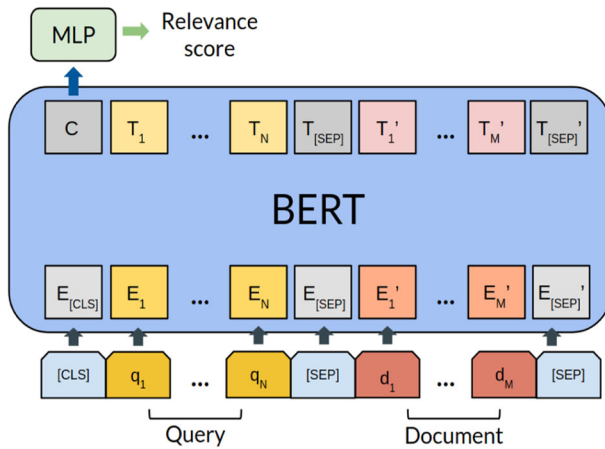 MLP
Relevance
score
C T1 ... TN T[SEP] T1' ... TM' T[SEP]'
BERT
E[CLS] E1 ... EN E[SEP] E1' ... EM' E[SEP]'
[CLS] q1 ... qN [SEP] d1 ... dM [SEP]
Query Document